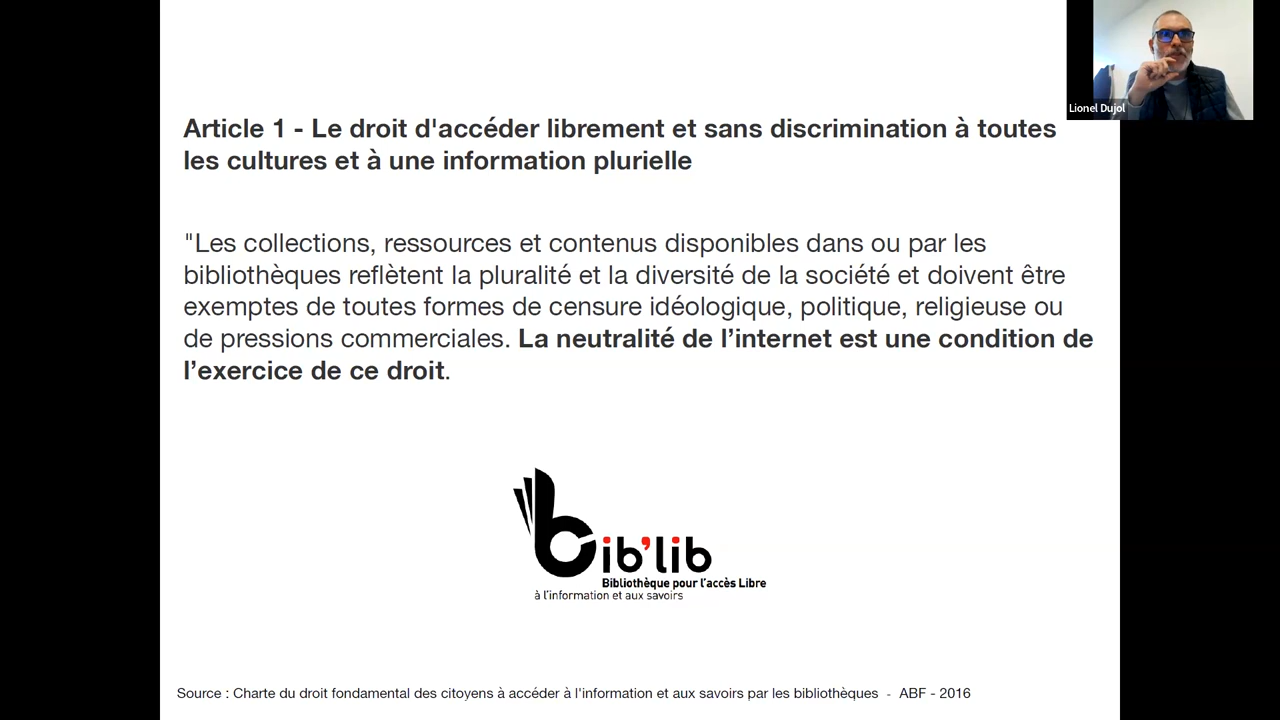 Lionel Dujol
Article 1 - Le droit d'accéder librement et sans discrimination à toutes
les cultures et à une information plurielle
"Les collections, ressources et contenus disponibles dans ou par les
bibliothèques reflètent la pluralité et la diversité de la société et doivent être
exemptes de toutes formes de censure idéologique, politique, religieuse ou
de pressions commerciales. La neutralité de l’internet est une condition de
l’exercice de ce droit.
bib’lib
Bibliothèque pour l’accès Libre
à l’information et aux savoirs
Source : Charte du droit fondamental des citoyens à accéder à l'information et aux savoirs par les bibliothèques - ABF - 2016